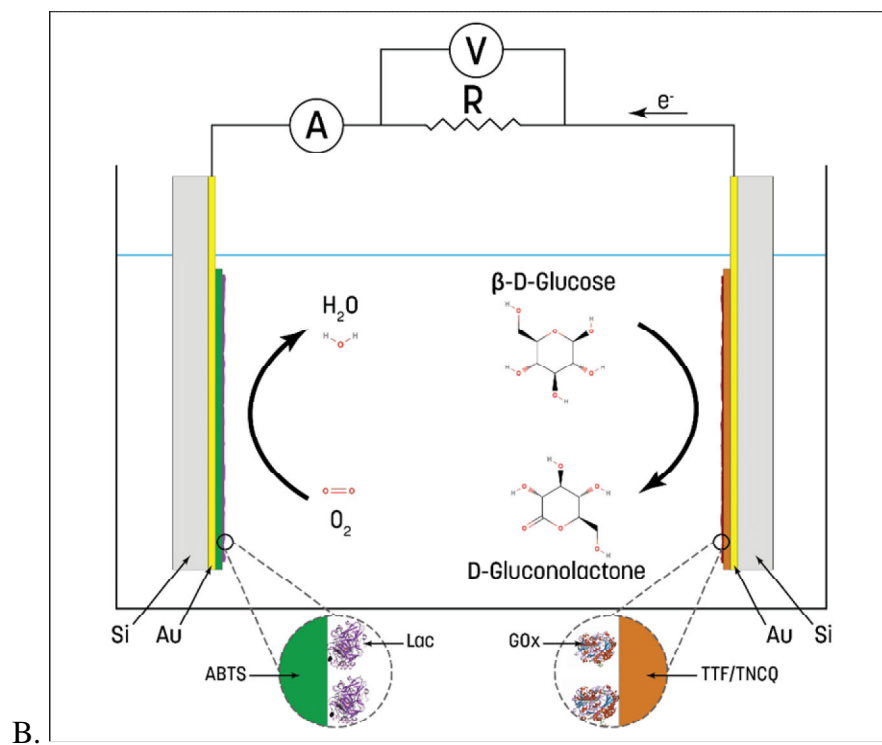 V
R
A
e-
β-D-Glucose
H2O
H H
O
H
O
O
O
H
H
O
O
H
H
O
H
O O
O2
H
O
H
O
O
H
O
O
O
H
D-Gluconolactone
Si Au
Au Si
Lac
GOx
ABTS
TTF/TNCQ
B.